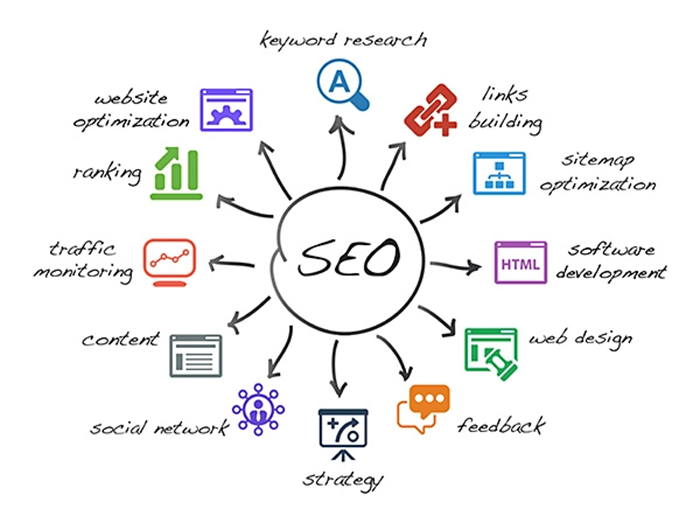 keyword research
A
links
building
sitemap
optimization
HTML
software
development
web design
feedback
strategy
social network
content
traffic
monitoring
ranking
website
optimization
SEO